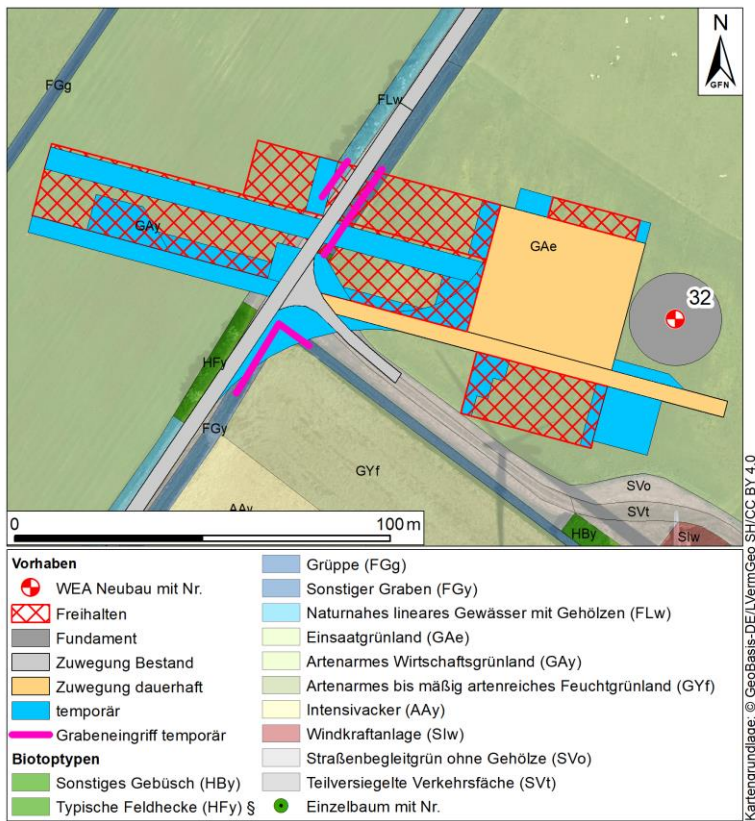 N
GFN
FGg
FLw
GAy
GAe
32
HFy
FGy
GYf
AAy
SVo
SVt
HBy
SIw
0 100 m
Vorhaben
WEA Neubau mit Nr.
Freihalten
Fundament
Zuwegung Bestand
Zuwegung dauerhaft
temporär
Grabeneingriff temporär
Biotoptypen
Sonstiges Gebüsch (HBy)
Typische Feldhecke (HFy) §
Grüppe (FGg)
Sonstiger Graben (FGy)
Naturnahes lineares Gewässer mit Gehölzen (FLw)
Einsaatgrünland (GAe)
Artenarmes Wirtschaftsgrünland (GAy)
Artenarmes bis mäßig artenreiches Feuchtgrünland (GYf)
Intensivacker (AAy)
Windkraftanlage (SIw)
Straßenbegleitgrün ohne Gehölze (SVo)
Teilversiegelte Verkehrsfäche (SVt)
Einzelbaum mit Nr.
Kartengrundlage: © GeoBasis-DE/LVermGeo SH/CC BY 4.0